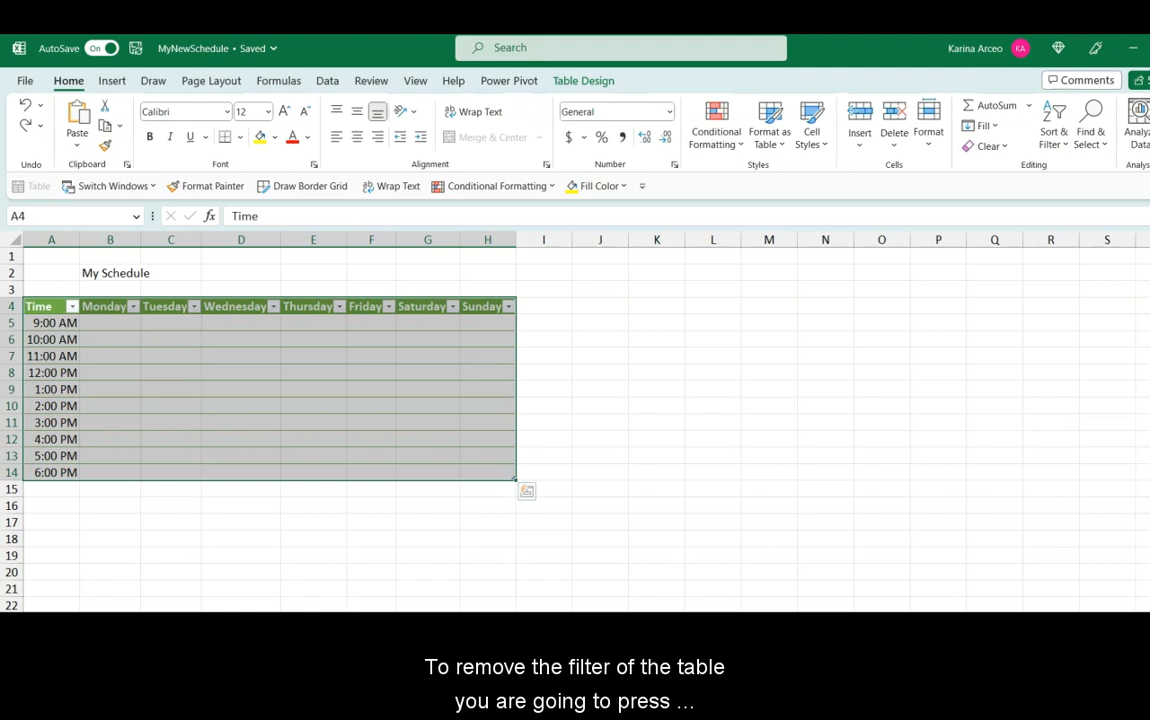 AutoSave On MyNewSchedule • Saved Search Karina Arceo KA
File Home Insert Draw Page Layout Formulas Data Review View Help Power Pivot Table Design Comments
Calibri 12 Wrap Text General AutoSum
Paste Conditional Format as Cell Insert Delete Format Fill Sort & Find & Analyz
B I U Merge & Center $ % Formatting Table Styles Clear Filter Select Data
Undo Clipboard Font Alignment Number Styles Cells Editing Analys
Table Switch Windows Format Painter Draw Border Grid Wrap Text Conditional Formatting Fill Color
A4 fx Time
A B C D E F G H I J K L M N O P Q R S
1
2 My Schedule
3
4 Time Monday Tuesday Wednesday Thursday Friday Saturday Sunday
5 9:00 AM
6 10:00 AM
7 11:00 AM
8 12:00 PM
9 1:00 PM
10 2:00 PM
11 3:00 PM
12 4:00 PM
13 5:00 PM
14 6:00 PM
15
16
17
18
19
20
21
22
To remove the filter of the table
you are going to press ...